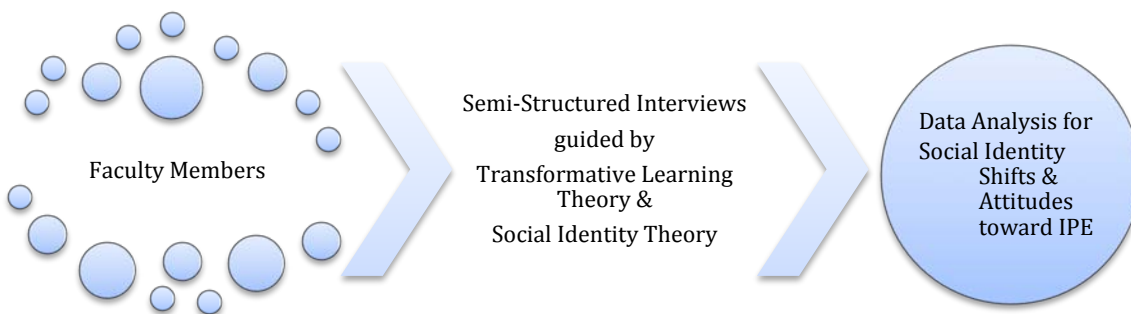 Faculty Members
Semi-Structured Interviews
guided by
Transformative Learning
Theory &
Social Identity Theory
Data Analysis for
Social Identity
Shifts &
Attitudes
toward IPE